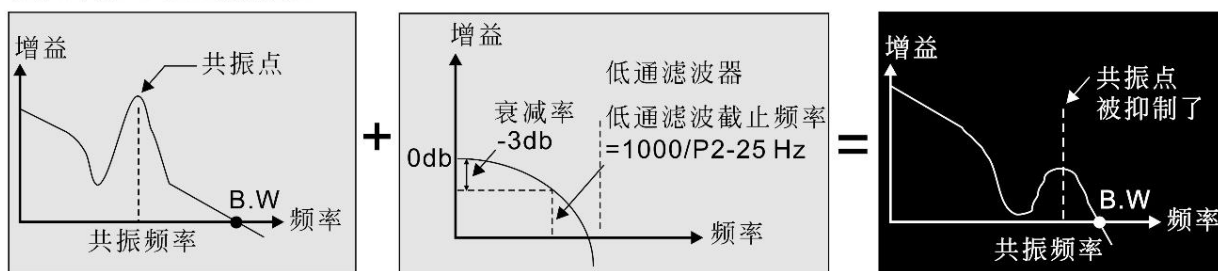 增益
共振点
B.W
频率
共振频率
+
增益
低通滤波器
衰减率
-3db
低通滤波截止频率
=1000/P2-25 Hz
0db
频率
=
增益
共振点
被抑制了
B.W
频率
共振频率